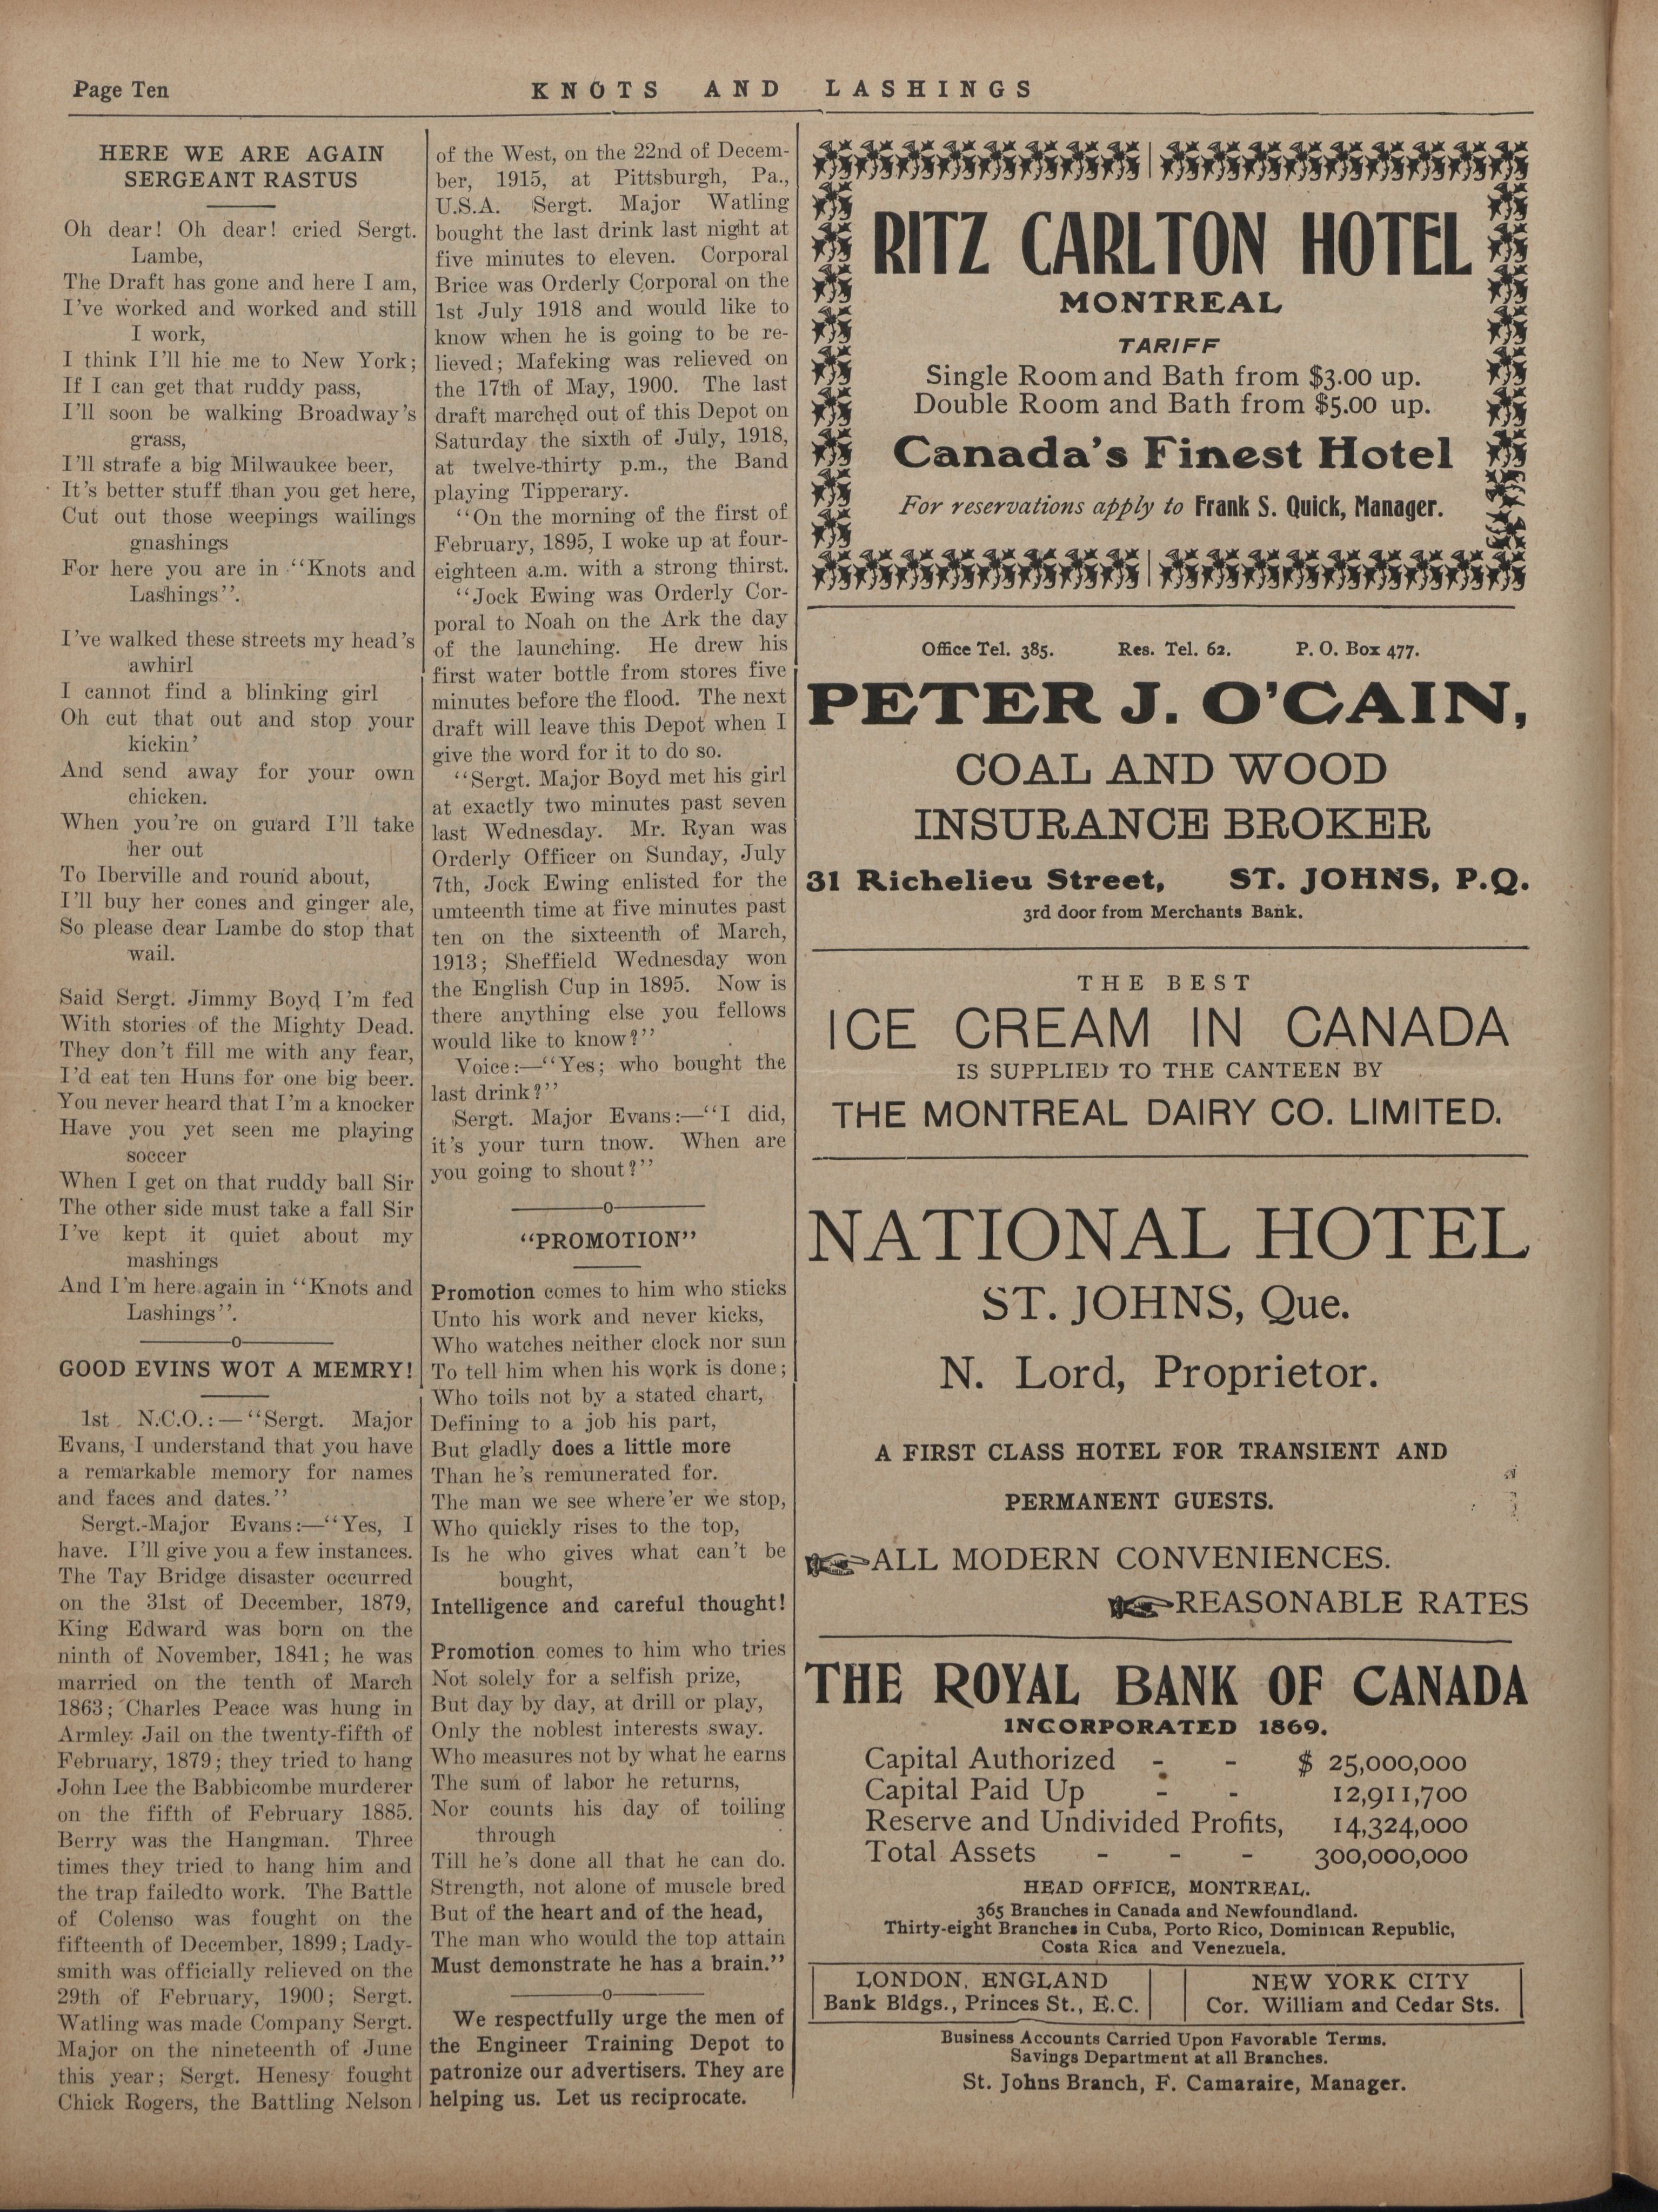 Page Ten
KNOTS AND LASHINGS
HERE WE ARE AGAIN
SERGEANT RASTUS
Oh dear! Oh dear! cried Sergt.
Lambe,
The Draft has gone and here I am,
I've worked and worked and still
I work,
I think I'll hie me to New York;
If I can get that ruddy pass,
I'll soon be walking Broadway's
grass,
I'll strafe a big Milwaukee beer,
It's better stuff than you get here,
Cut out those weepings wailings
gnashings
For here you are in "Knots and
Lashings".
I've walked these streets my head's
awhirl
I cannot find a blinking girl
Oh cut that out and stop your
kickin'
And send away for your own
chicken.
When you're on guard I'll take
her out
To Iberville and round about,
I'll buy her cones and ginger ale,
So please dear Lambe do stop that
wail.
Said Sergt. Jimmy Boyd I'm fed
With stories of the Mighty Dead.
They don't fill me with any fear,
I'd eat ten Huns for one big beer.
You never heard that I'm a knocker
Have you yet seen me playing
soccer
When I get on that ruddy ball Sir
The other side must take a fall Sir
I've kept it quiet about my
mashings
And I'm here again in "Knots and
Lashings".
GOOD EVINS WOT A MEMRY!
1st N.C.O.:—"Sergt. Major
Evans, I understand that you have
a remarkable memory for names
and faces and dates."
Sergt.-Major Evans:—"Yes, I
have. I'll give you a few instances.
The Tay Bridge disaster occurred
on the 31st of December, 1879,
King Edward was born on the
ninth of November, 1841; he was
married on the tenth of March
1863; Charles Peace was hung in
Armley Jail on the twenty-fifth of
February, 1879; they tried to hang
John Lee the Babbicombe murderer
on the fifth of February 1885.
Berry was the Hangman. Three
times they tried to hang him and
the trap failedto work. The Battle
of Colenso was fought on the
fifteenth of December, 1899; Lady-
smith was officially relieved on the
29th of February, 1900; Sergt.
Watling was made Company Sergt.
Major on the nineteenth of June
this year; Sergt. Henesy fought
Chick Rogers, the Battling Nelson
of the West, on the 22nd of Decem-
ber, 1915, at Pittsburgh, Pa.,
U.S.A. Sergt. Major Watling
bought the last drink last night at
five minutes to eleven. Corporal
Brice was Orderly Corporal on the
1st July 1918 and would like to
know when he is going to be re-
lieved; Mafeking was relieved on
the 17th of May, 1900. The last
draft marched out of this Depot on
Saturday the sixth of July, 1918,
at twelve-thirty p.m., the Band
playing Tipperary.
"On the morning of the first of
February, 1895, I woke up at four-
eighteen a.m. with a strong thirst.
"Jock Ewing was Orderly Cor-
poral to Noah on the Ark the day
of the launching. He drew his
first water bottle from stores five
minutes before the flood. The next
draft will leave this Depot when I
give the word for it to do so.
"Sergt. Major Boyd met his girl
at exactly two minutes past seven
last Wednesday. Mr. Ryan was
Orderly Officer on Sunday, July
7th, Jock Ewing enlisted for the
umteenth time at five minutes past
ten on the sixteenth of March,
1913; Sheffield Wednesday won
the English Cup in 1895. Now is
there anything else you fellows
would like to know?"
Voice:—"Yes; who bought the
last drink?"
Sergt. Major Evans:—"I did,
it's your turn tnow. When are
you going to shout?"
"PROMOTION"
Promotion comes to him who sticks
Unto his work and never kicks,
Who watches neither clock nor sun
To tell him when his work is done;
Who toils not by a stated chart,
Defining to a job his part,
But gladly does a little more
Than he's remunerated for.
The man we see where'er we stop,
Who quickly rises to the top,
Is he who gives what can't be
bought,
Intelligence and careful thought!
Promotion comes to him who tries
Not solely for a selfish prize,
But day by day, at drill or play,
Only the noblest interests sway.
Who measures not by what he earns
The sum of labor he returns,
Nor counts his day of toiling
through
Till he's done all that he can do.
Strength, not alone of muscle bred
But of the heart and of the head,
The man who would the top attain
Must demonstrate he has a brain."
We respectfully urge the men of
the Engineer Training Depot to
patronize our advertisers. They are
helping us. Let us reciprocate.
RITZ CARLTON HOTEL
MONTREAL
TARIFF
Single Room and Bath from $3.00 up.
Double Room and Bath from $5.00 up.
Canada's Finest Hotel
For reservations apply to Frank S. Quick, Manager.
Office Tel. 385. Res. Tel. 62. P. O. Box 477.
PETER J. O'CAIN,
COAL AND WOOD
INSURANCE BROKER
31 Richelieu Street, ST. JOHNS, P.Q.
3rd door from Merchants Bank.
THE BEST
ICE CREAM IN CANADA
IS SUPPLIED TO THE CANTEEN BY
THE MONTREAL DAIRY CO. LIMITED.
NATIONAL HOTEL
ST. JOHNS, Que.
N. Lord, Proprietor.
A FIRST CLASS HOTEL FOR TRANSIENT AND
PERMANENT GUESTS.
ALL MODERN CONVENIENCES.
REASONABLE RATES
THE ROYAL BANK OF CANADA
INCORPORATED 1869.
Capital Authorized - - $ 25,000,000
Capital Paid Up - - 12,911,700
Reserve and Undivided Profits, 14,324,000
Total Assets - - - 300,000,000
HEAD OFFICE, MONTREAL.
365 Branches in Canada and Newfoundland.
Thirty-eight Branches in Cuba, Porto Rico, Dominican Republic,
Costa Rica and Venezuela.
LONDON, ENGLAND
Bank Bldgs., Princes St., E.C.
NEW YORK CITY
Cor. William and Cedar Sts.
Business Accounts Carried Upon Favorable Terms.
Savings Department at all Branches.
St. Johns Branch, F. Camaraire, Manager.